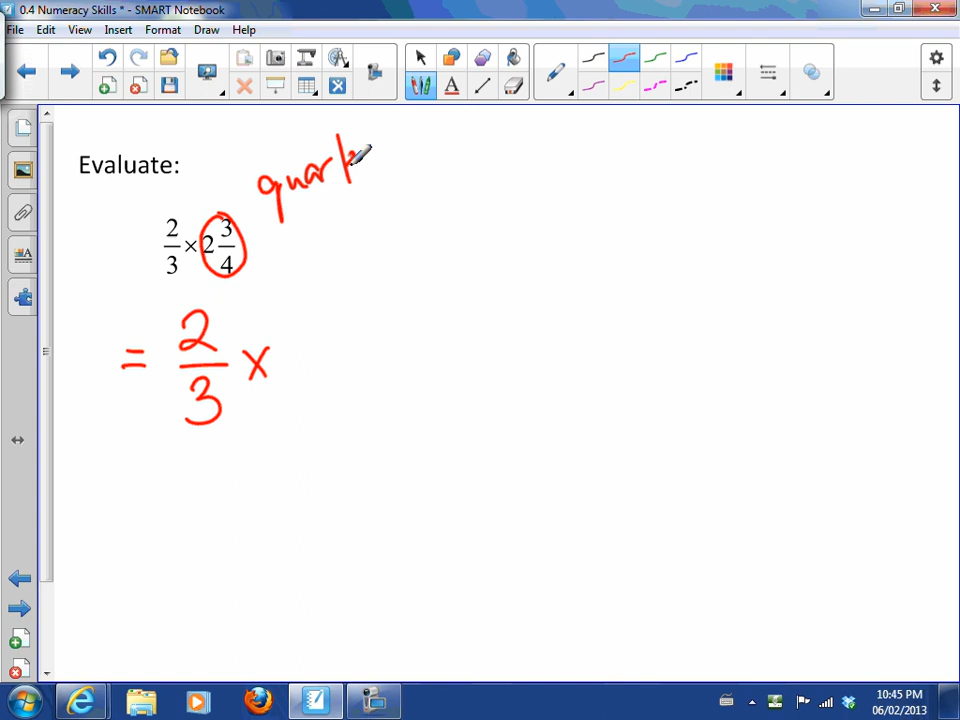 0.4 Numeracy Skills * - SMART Notebook
File Edit View Insert Format Draw Help
Evaluate:
quart
2/3 × 2 3/4
= 2/3 ×
10:45 PM
06/02/2013